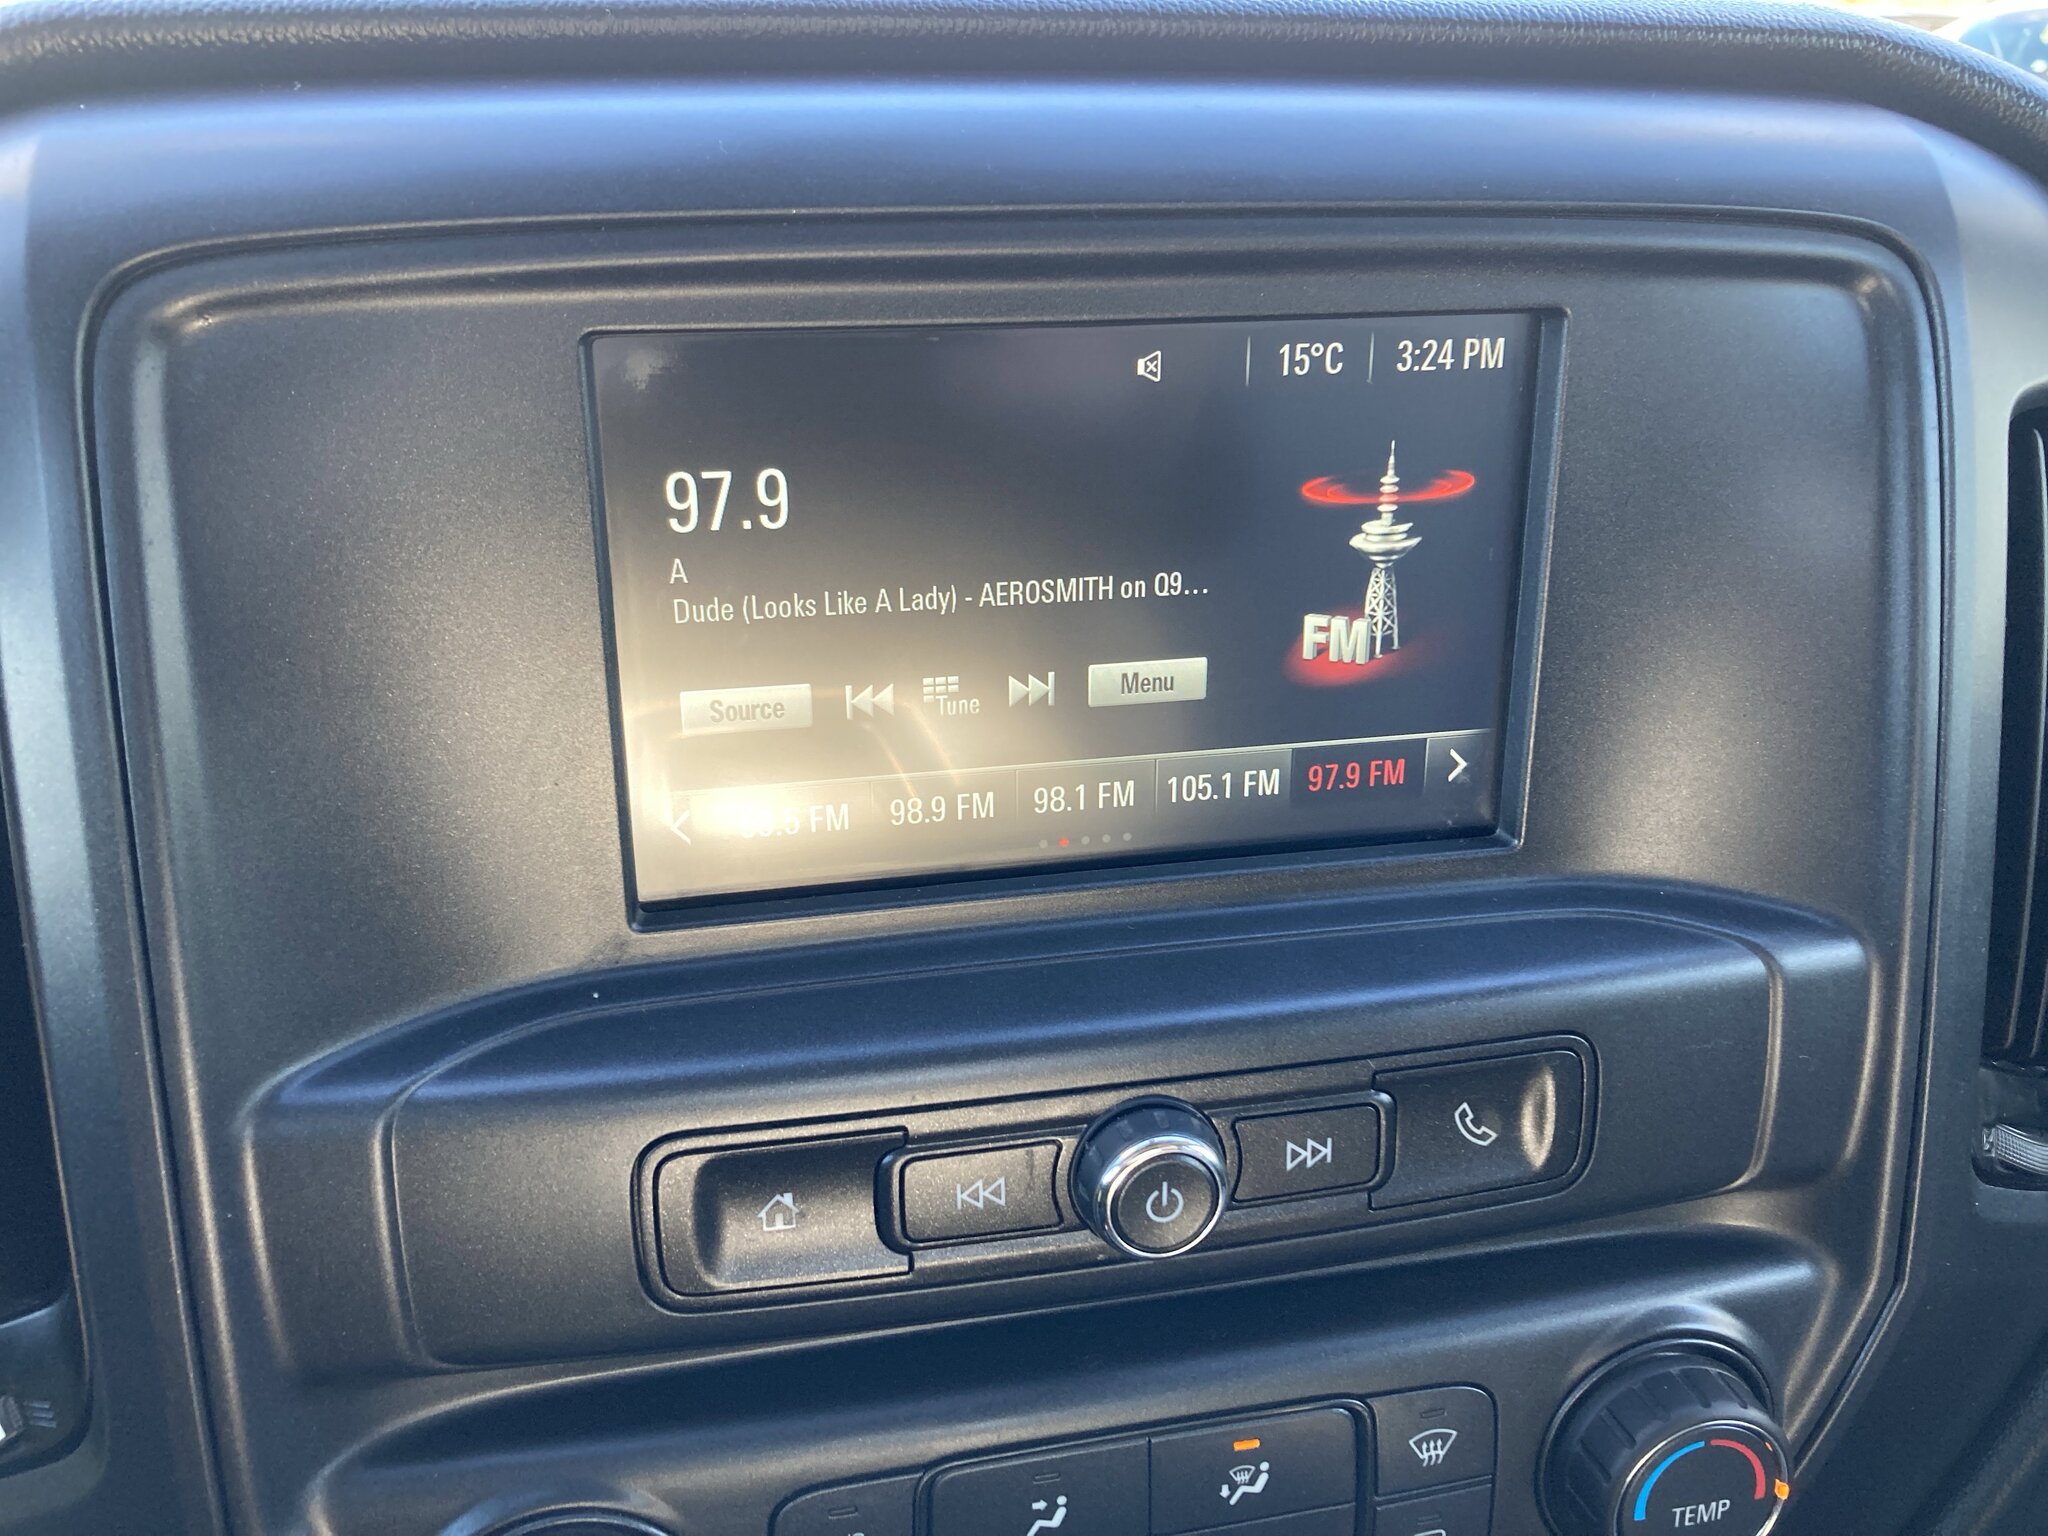 15°C 3:24 PM
97.9
A
Dude (Looks Like A Lady) - AEROSMITH on Q9...
FM
Source Tune Menu
98.9 FM 98.1 FM 105.1 FM 97.9 FM
TEMP